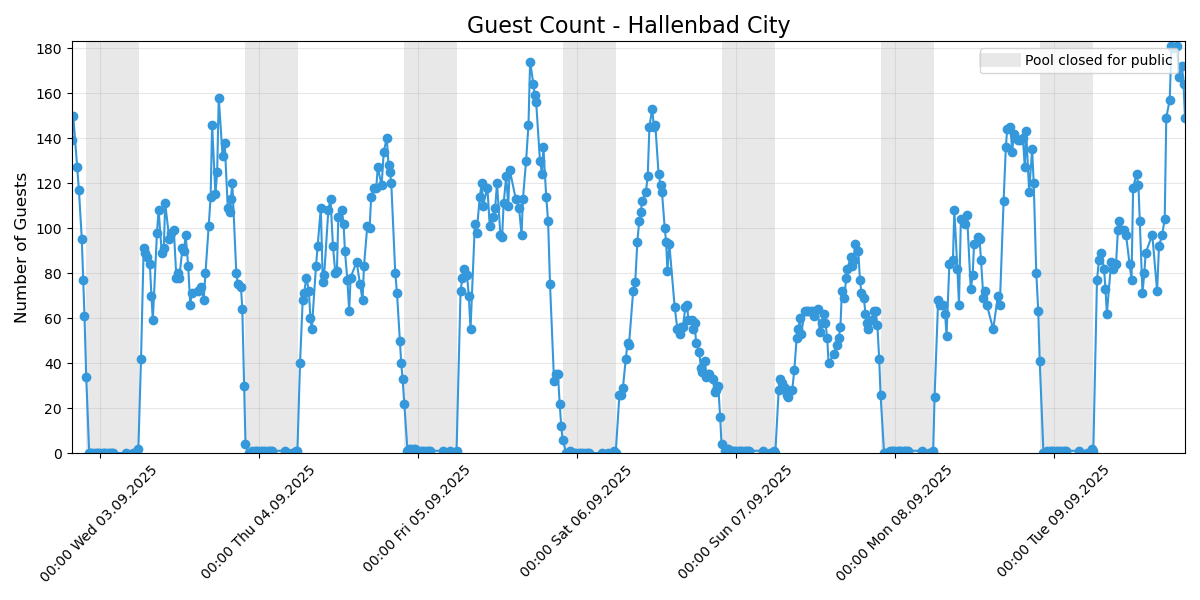 Guest Count - Hallenbad City
Pool closed for public
Number of Guests
180
160
140
120
100
80
60
40
20
0
00:00 Wed 03.09.2025
00:00 Thu 04.09.2025
00:00 Fri 05.09.2025
00:00 Sat 06.09.2025
00:00 Sun 07.09.2025
00:00 Mon 08.09.2025
00:00 Tue 09.09.2025